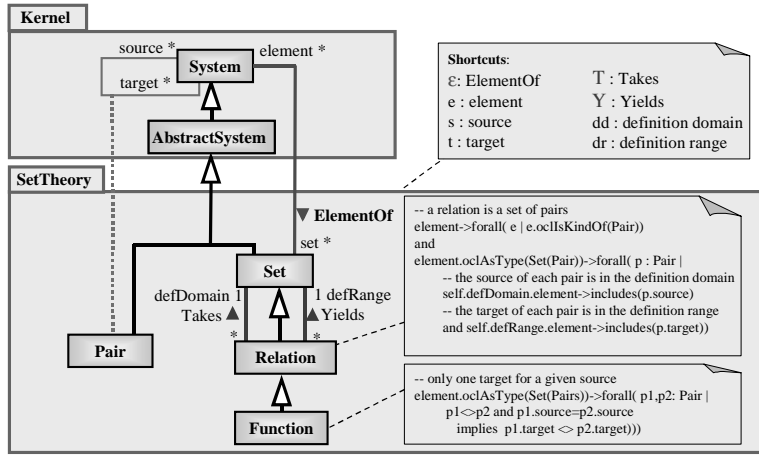 Kernel
source *
element *
System
target *
AbstractSystem
Shortcuts:
ε: ElementOf
e : element
s : source
t : target
T : Takes
Y : Yields
dd : definition domain
dr : definition range
SetTheory
ElementOf
set *
Set
defDomain 1
1 defRange
Takes
Yields
*
*
Pair
Relation
Function
-- a relation is a set of pairs
element->forall( e | e.oclIsKindOf(Pair))
and
element.oclAsType(Set(Pair))->forall( p : Pair |
-- the source of each pair is in the definition domain
self.defDomain.element->includes(p.source)
-- the target of each pair is in the definition range
and self.defRange.element->includes(p.target))
-- only one target for a given source
element.oclAsType(Set(Pairs))->forall( p1,p2: Pair |
p1<>p2 and p1.source=p2.source
implies p1.target <> p2.target)))